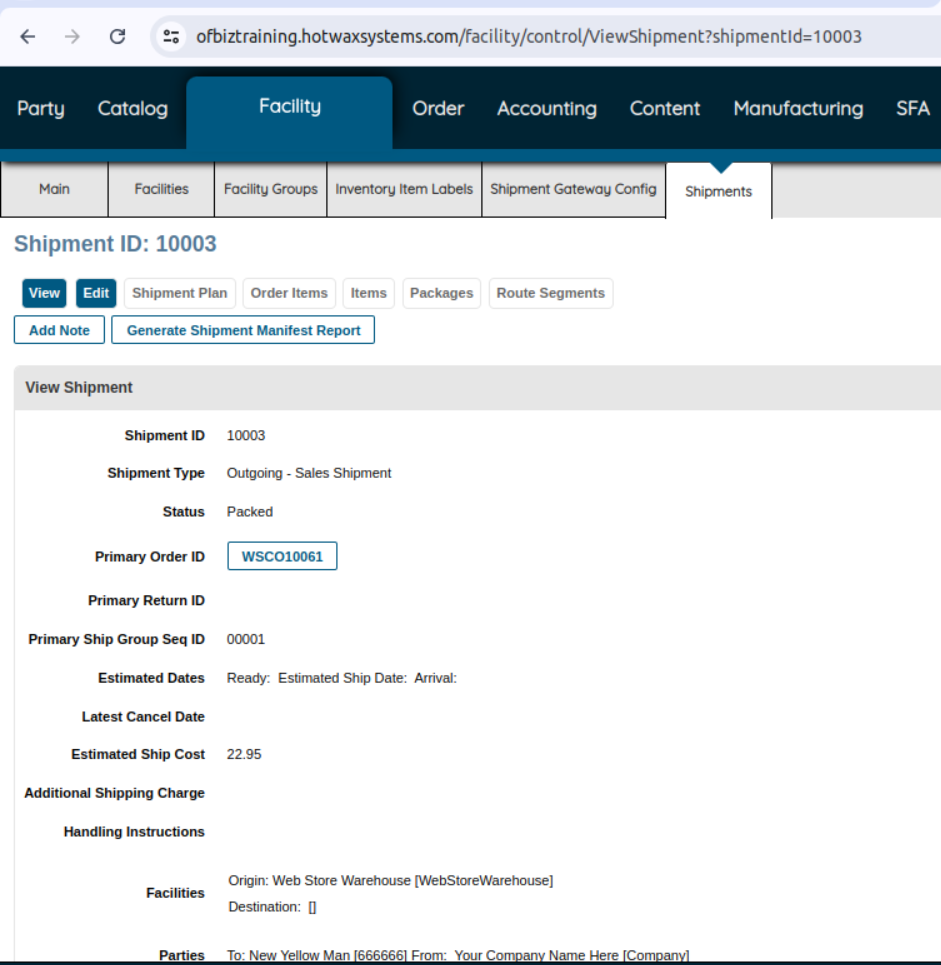 ofbiztraining.hotwaxsystems.com/facility/control/ViewShipment?shipmentId=10003
Party Catalog Facility Order Accounting Content Manufacturing SFA
Main Facilities Facility Groups Inventory Item Labels Shipment Gateway Config Shipments
Shipment ID: 10003
View Edit Shipment Plan Order Items Items Packages Route Segments
Add Note Generate Shipment Manifest Report
View Shipment
Shipment ID 10003
Shipment Type Outgoing - Sales Shipment
Status Packed
Primary Order ID WSCO10061
Primary Return ID
Primary Ship Group Seq ID 00001
Estimated Dates Ready: Estimated Ship Date: Arrival:
Latest Cancel Date
Estimated Ship Cost 22.95
Additional Shipping Charge
Handling Instructions
Facilities Origin: Web Store Warehouse [WebStoreWarehouse]
Destination: []
Parties To: New Yellow Man [666666] From: Your Company Name Here [Company]